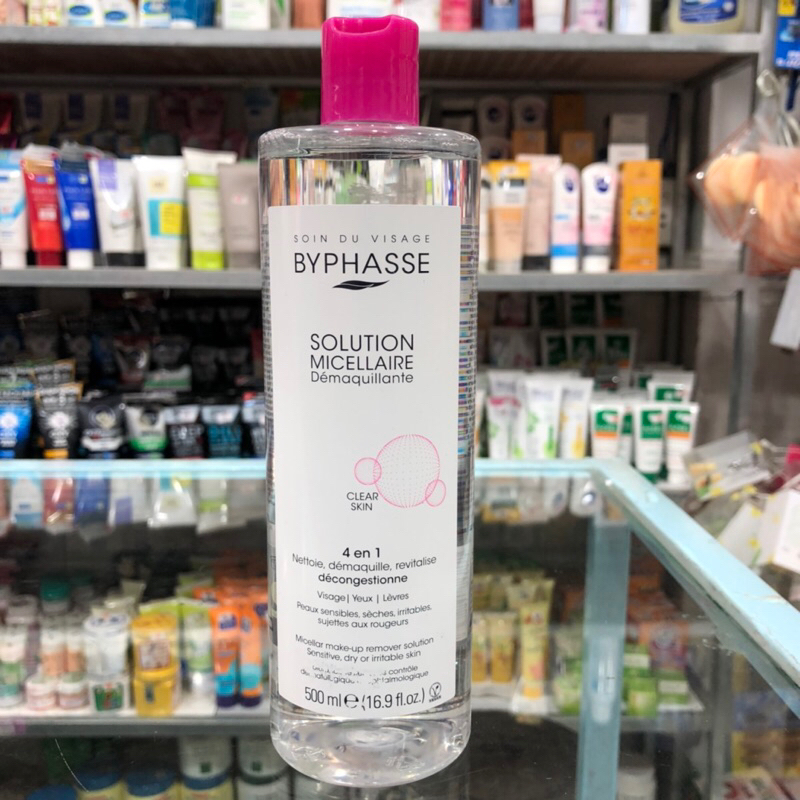 SOIN DU VISAGE
BYPHASSE
SOLUTION
MICELLAIRE
Démaquillante
CLEAR
SKIN
4 en 1
Nettoie, démaquille, revitalise
décongestionne
Visage | Yeux | Lèvres
Peaux sensibles, sèches, irritables,
sujettes aux rougeurs
Micellar make-up remover solution
Sensitive, dry or irritable skin
contrôle
500 ml e (16.9 fl.oz.)